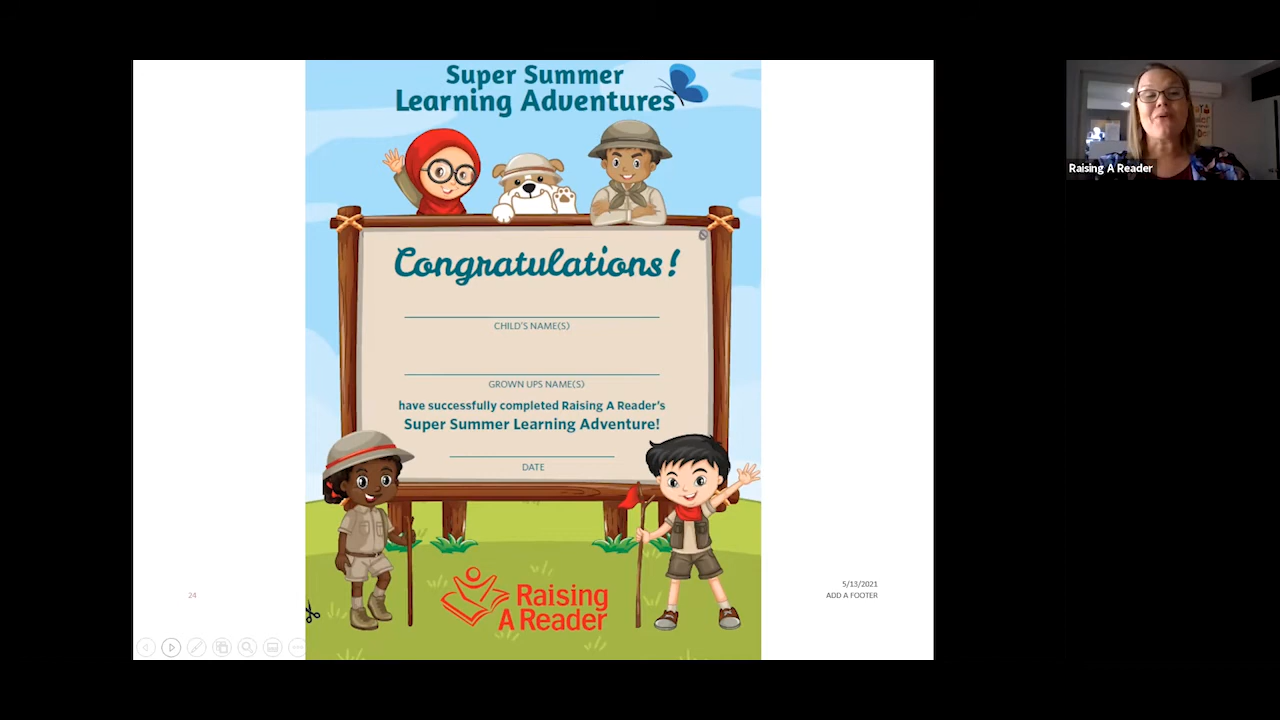 Super Summer
Learning Adventures
Congratulations!
CHILD'S NAME(S)
GROWN UPS NAME(S)
have successfully completed Raising A Reader's
Super Summer Learning Adventure!
DATE
Raising
A Reader
24
5/13/2021
ADD A FOOTER
Raising A Reader